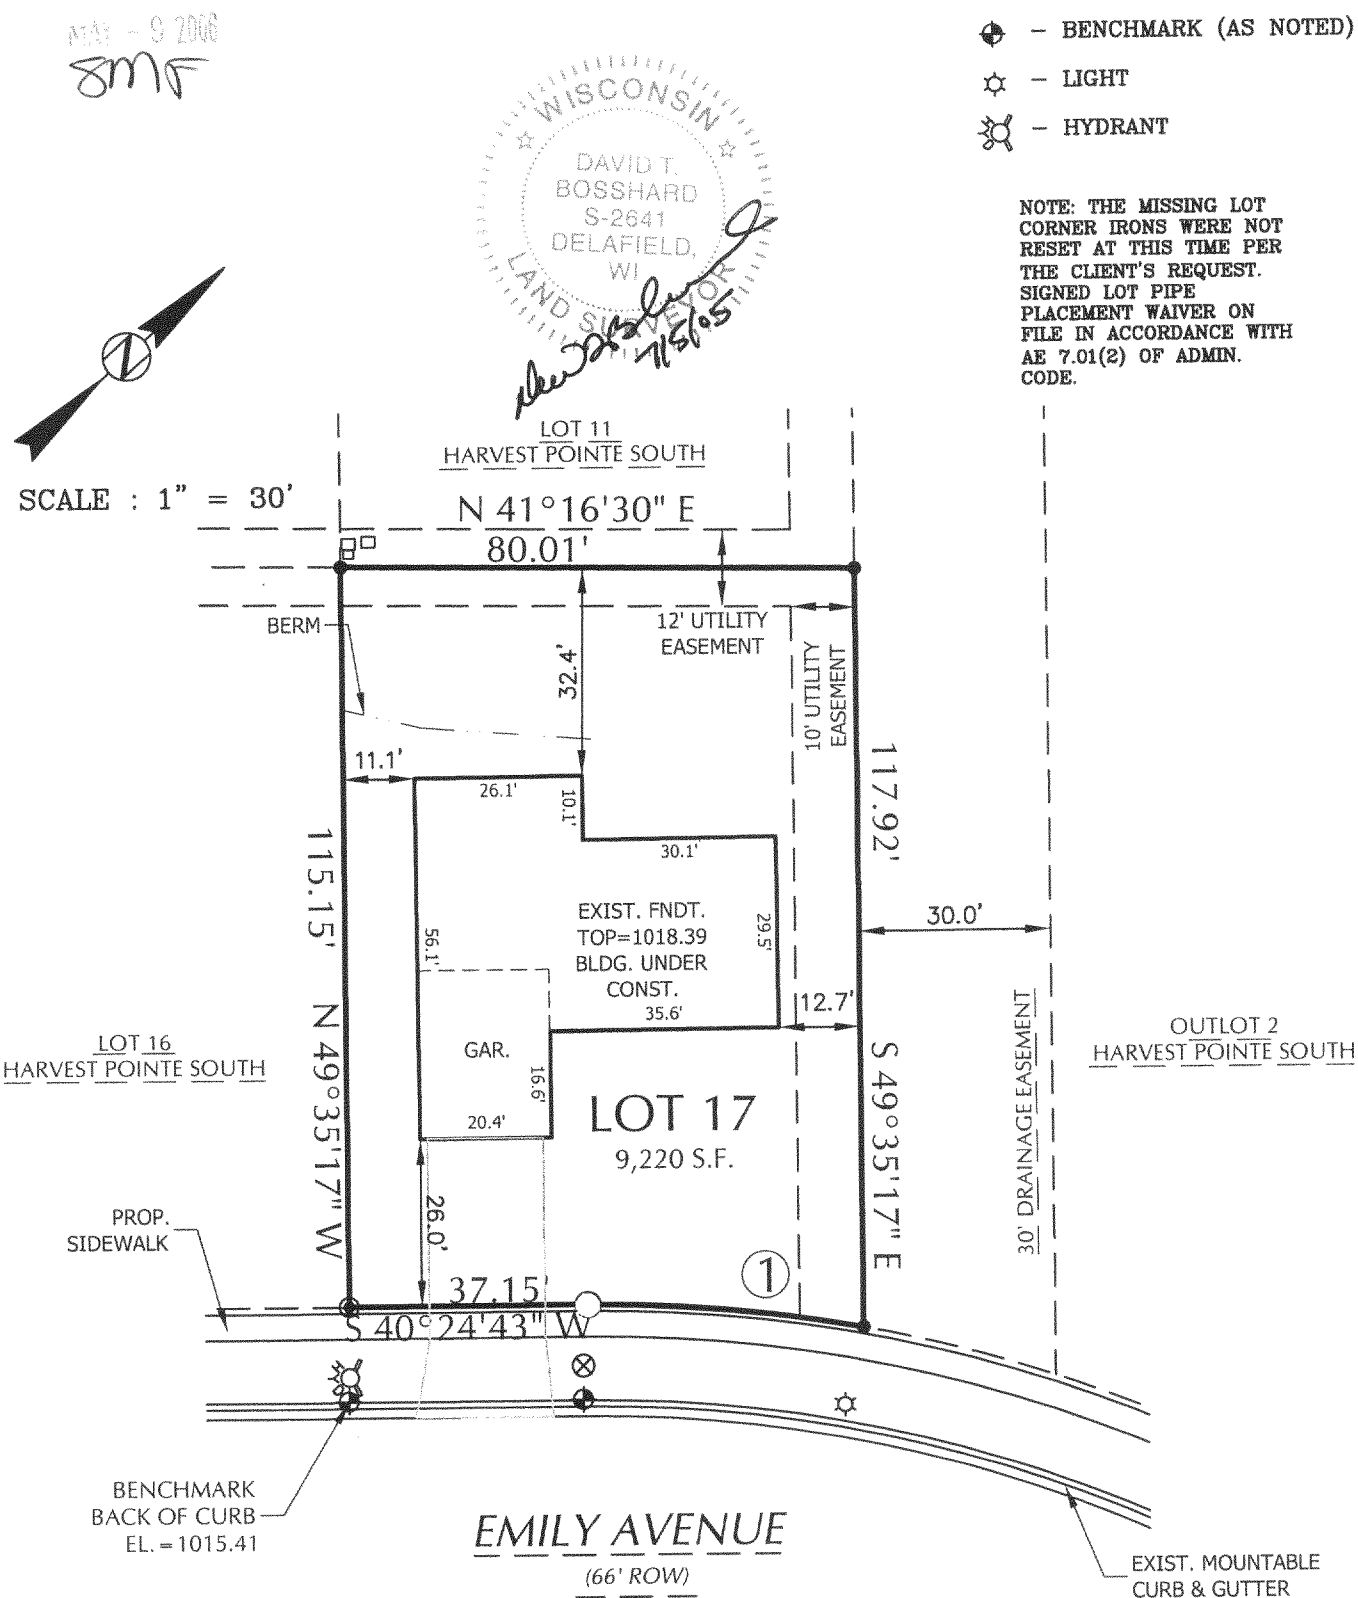 MAY - 9 2006
SMF
- BENCHMARK (AS NOTED)
- LIGHT
- HYDRANT
WISCONSIN
DAVID T.
BOSSHARD
S-2641
DELAFIELD,
WI
LAND SURVEYOR
7/5/05
NOTE: THE MISSING LOT
CORNER IRONS WERE NOT
RESET AT THIS TIME PER
THE CLIENT'S REQUEST.
SIGNED LOT PIPE
PLACEMENT WAIVER ON
FILE IN ACCORDANCE WITH
AE 7.01(2) OF ADMIN.
CODE.
N
SCALE : 1" = 30'
LOT 11
HARVEST POINTE SOUTH
N 41°16'30" E
80.01'
BERM
12' UTILITY
EASEMENT
10' UTILITY
EASEMENT
32.4'
11.1'
26.1'
10.1'
30.1'
117.92'
S 49°35'17" E
115.15'
N 49°35'17" W
56.1'
EXIST. FNDT.
TOP=1018.39
BLDG. UNDER
CONST.
35.6'
29.5'
30.0'
12.7'
GAR.
16.6'
20.4'
LOT 16
HARVEST POINTE SOUTH
OUTLOT 2
HARVEST POINTE SOUTH
30' DRAINAGE EASEMENT
LOT 17
9,220 S.F.
26.0'
PROP.
SIDEWALK
1
37.15'
S 40°24'43" W
BENCHMARK
BACK OF CURB
EL.=1015.41
EMILY AVENUE
(66' ROW)
EXIST. MOUNTABLE
CURB & GUTTER